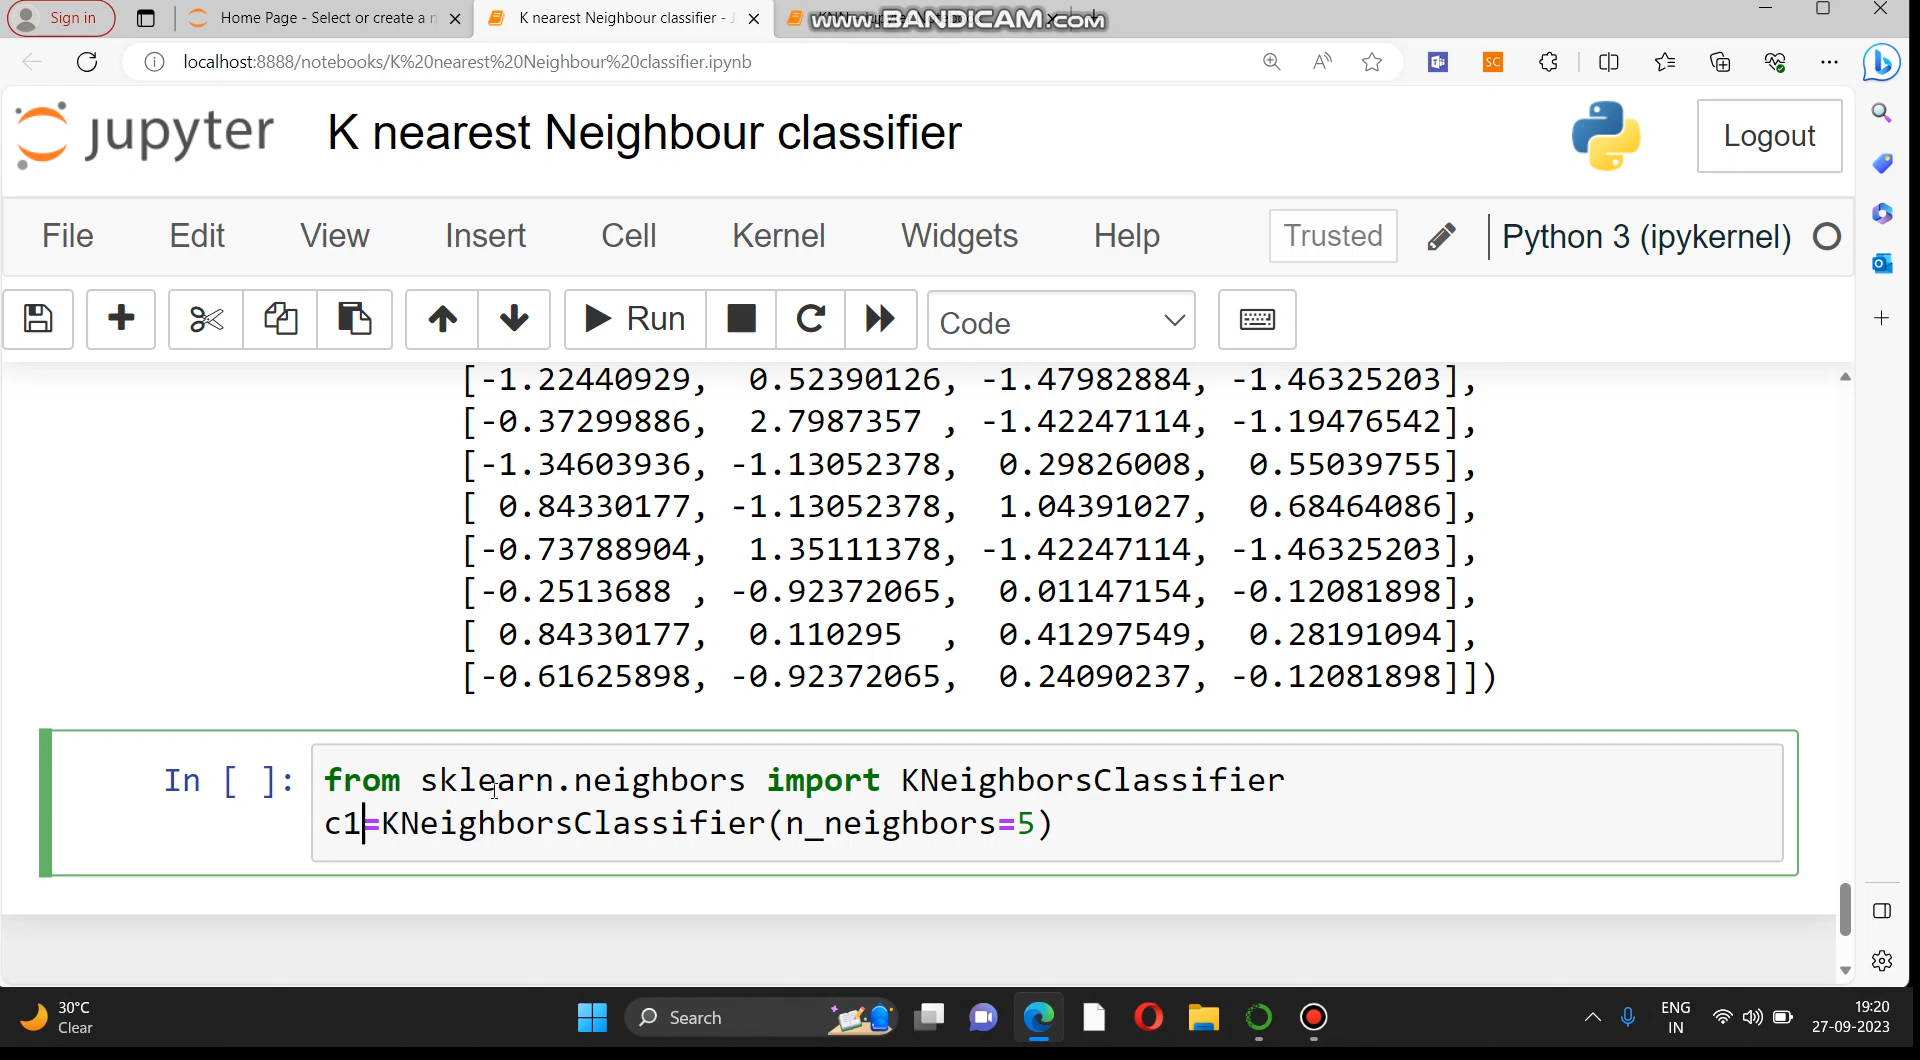 Sign in
Home Page - Select or create a n
K nearest Neighbour classifier - J
www.BANDICAM.com
localhost:8888/notebooks/K%20nearest%20Neighbour%20classifier.ipynb
SC
jupyter
K nearest Neighbour classifier
Logout
File Edit View Insert Cell Kernel Widgets Help
Trusted
Python 3 (ipykernel)
Run
Code
[-1.22440929, 0.52390126, -1.47982884, -1.46325203],
[-0.37299886, 2.7987357 , -1.42247114, -1.19476542],
[-1.34603936, -1.13052378, 0.29826008, 0.55039755],
[ 0.84330177, -1.13052378, 1.04391027, 0.68464086],
[-0.73788904, 1.35111378, -1.42247114, -1.46325203],
[-0.2513688 , -0.92372065, 0.01147154, -0.12081898],
[ 0.84330177, 0.110295 , 0.41297549, 0.28191094],
[-0.61625898, -0.92372065, 0.24090237, -0.12081898]])
In [ ]:
from sklearn.neighbors import KNeighborsClassifier
c1=KNeighborsClassifier(n_neighbors=5)
30°C
Clear
Search
ENG
IN
19:20
27-09-2023